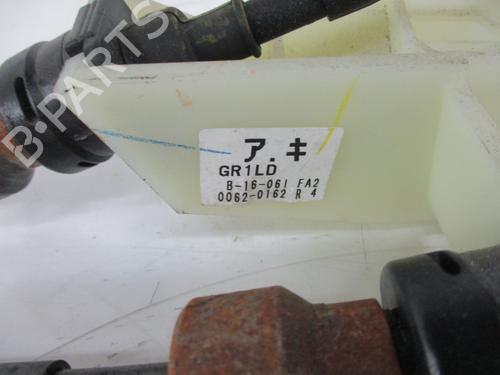 B-PARTS
ア.キ
GR1LD
B-16-061 FA2
0062-0162 R 4